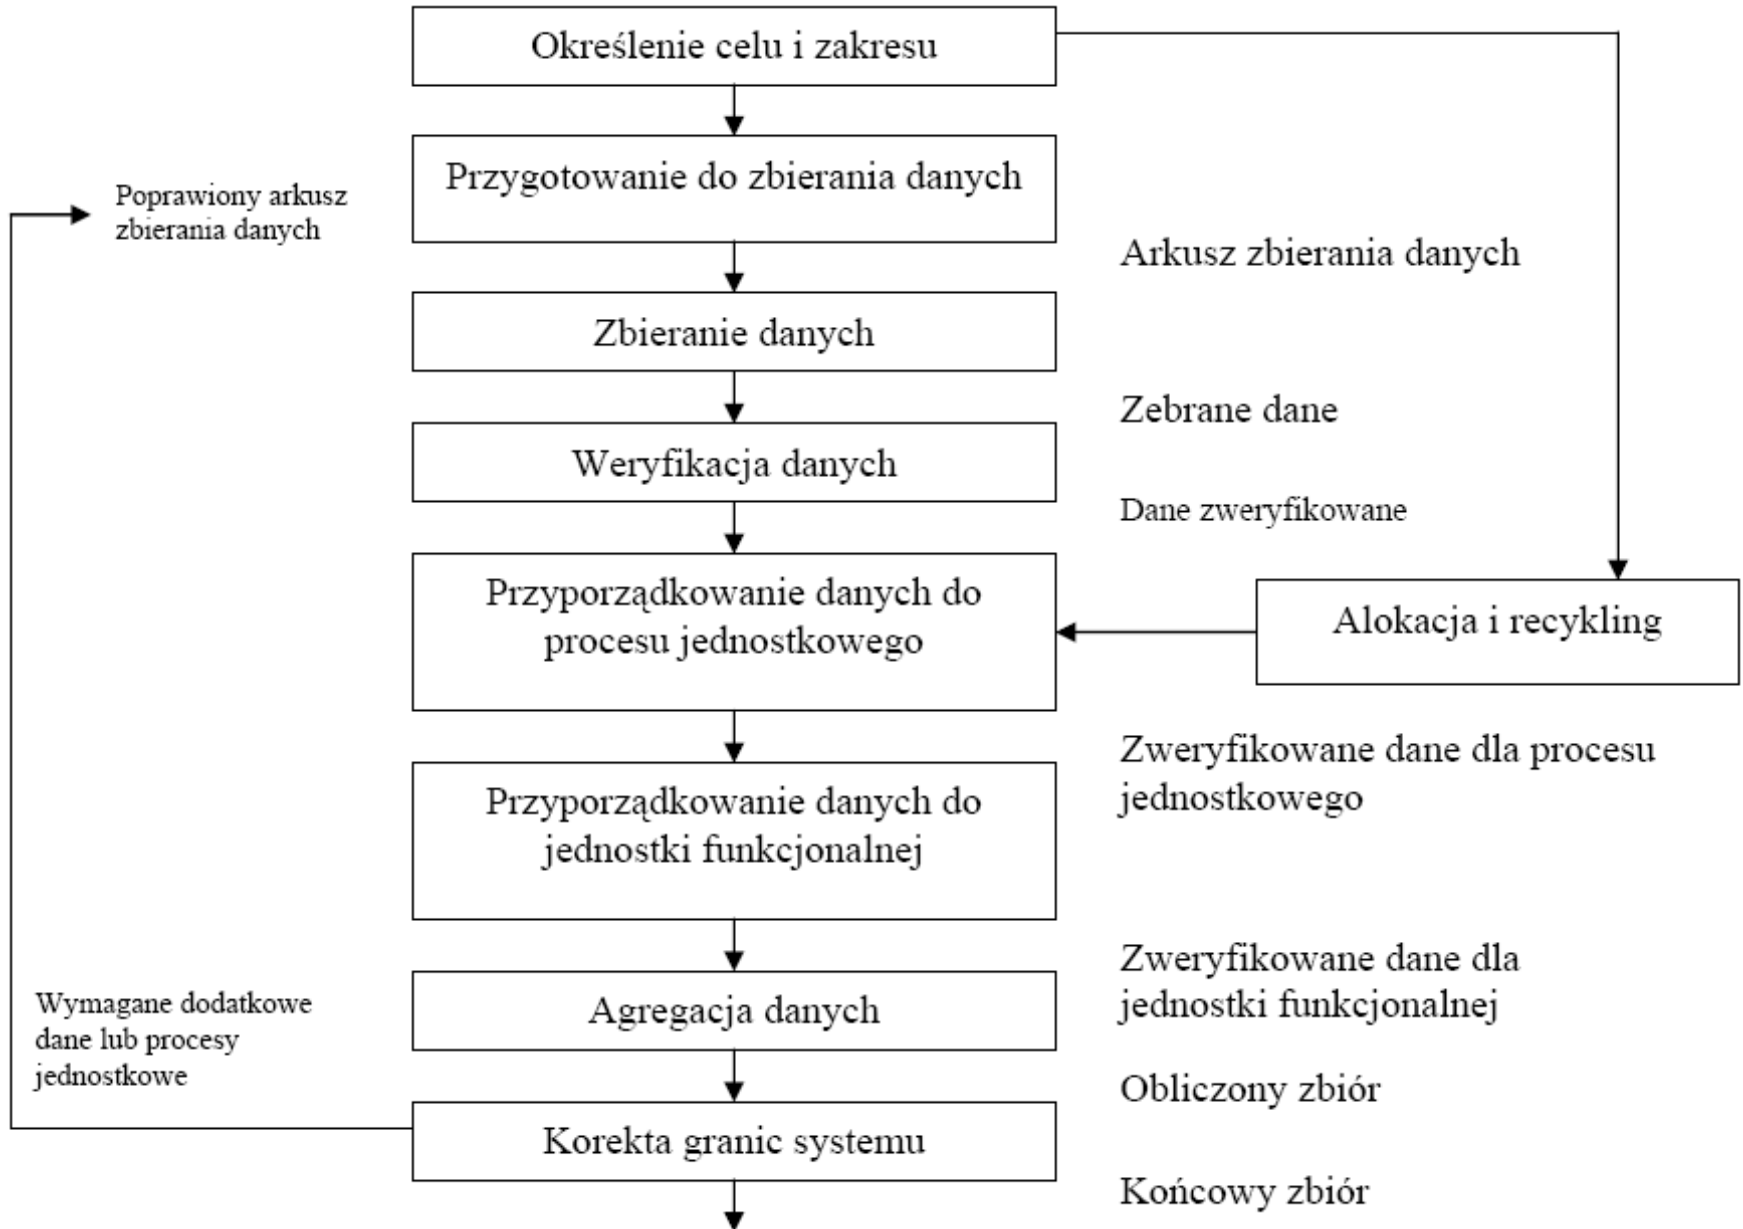 Określenie celu i zakresu
Przygotowanie do zbierania danych
Poprawiony arkusz
zbierania danych
Arkusz zbierania danych
Zbieranie danych
Zebrane dane
Weryfikacja danych
Dane zweryfikowane
Przyporządkowanie danych do
procesu jednostkowego
Alokacja i recykling
Zweryfikowane dane dla procesu
jednostkowego
Przyporządkowanie danych do
jednostki funkcjonalnej
Zweryfikowane dane dla
jednostki funkcjonalnej
Agregacja danych
Wymagane dodatkowe
dane lub procesy
jednostkowe
Obliczony zbiór
Korekta granic systemu
Końcowy zbiór